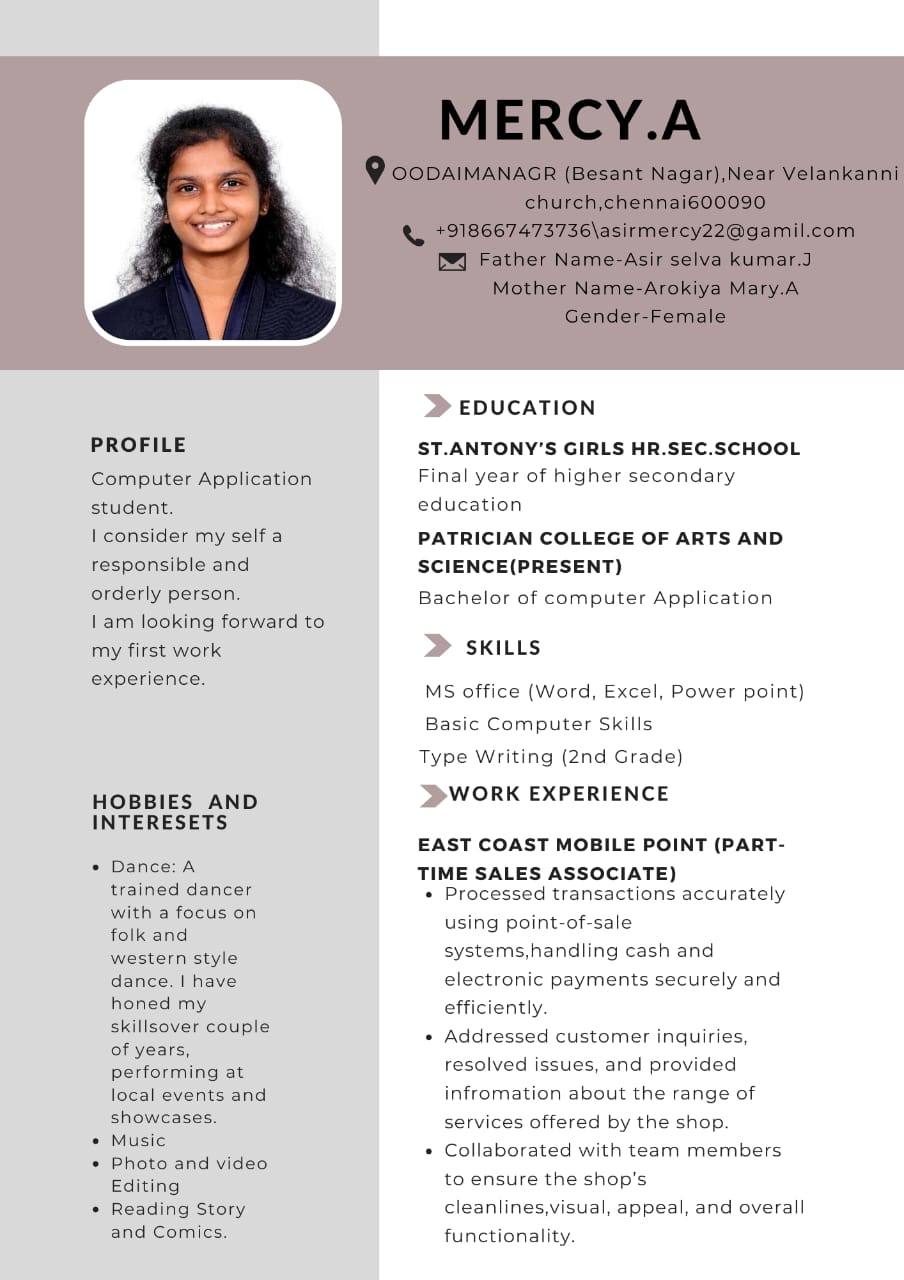 MERCY.A
OODAIMANAGR (Besant Nagar),Near Velankanni
church,chennai600090
+918667473736\asirmercy22@gamil.com
Father Name-Asir selva kumar.J
Mother Name-Arokiya Mary.A
Gender-Female
PROFILE
Computer Application
student.
I consider my self a
responsible and
orderly person.
I am looking forward to
my first work
experience.
HOBBIES AND
INTERESETS
• Dance: A
trained dancer
with a focus on
folk and
western style
dance. I have
honed my
skillsover couple
of years,
performing at
local events and
showcases.
• Music
• Photo and video
Editing
• Reading Story
and Comics.
EDUCATION
ST.ANTONY’S GIRLS HR.SEC.SCHOOL
Final year of higher secondary
education
PATRICIAN COLLEGE OF ARTS AND
SCIENCE(PRESENT)
Bachelor of computer Application
SKILLS
MS office (Word, Excel, Power point)
Basic Computer Skills
Type Writing (2nd Grade)
WORK EXPERIENCE
EAST COAST MOBILE POINT (PART-
TIME SALES ASSOCIATE)
• Processed transactions accurately
using point-of-sale
systems,handling cash and
electronic payments securely and
efficiently.
• Addressed customer inquiries,
resolved issues, and provided
infromation about the range of
services offered by the shop.
• Collaborated with team members
to ensure the shop’s
cleanlines,visual, appeal, and overall
functionality.